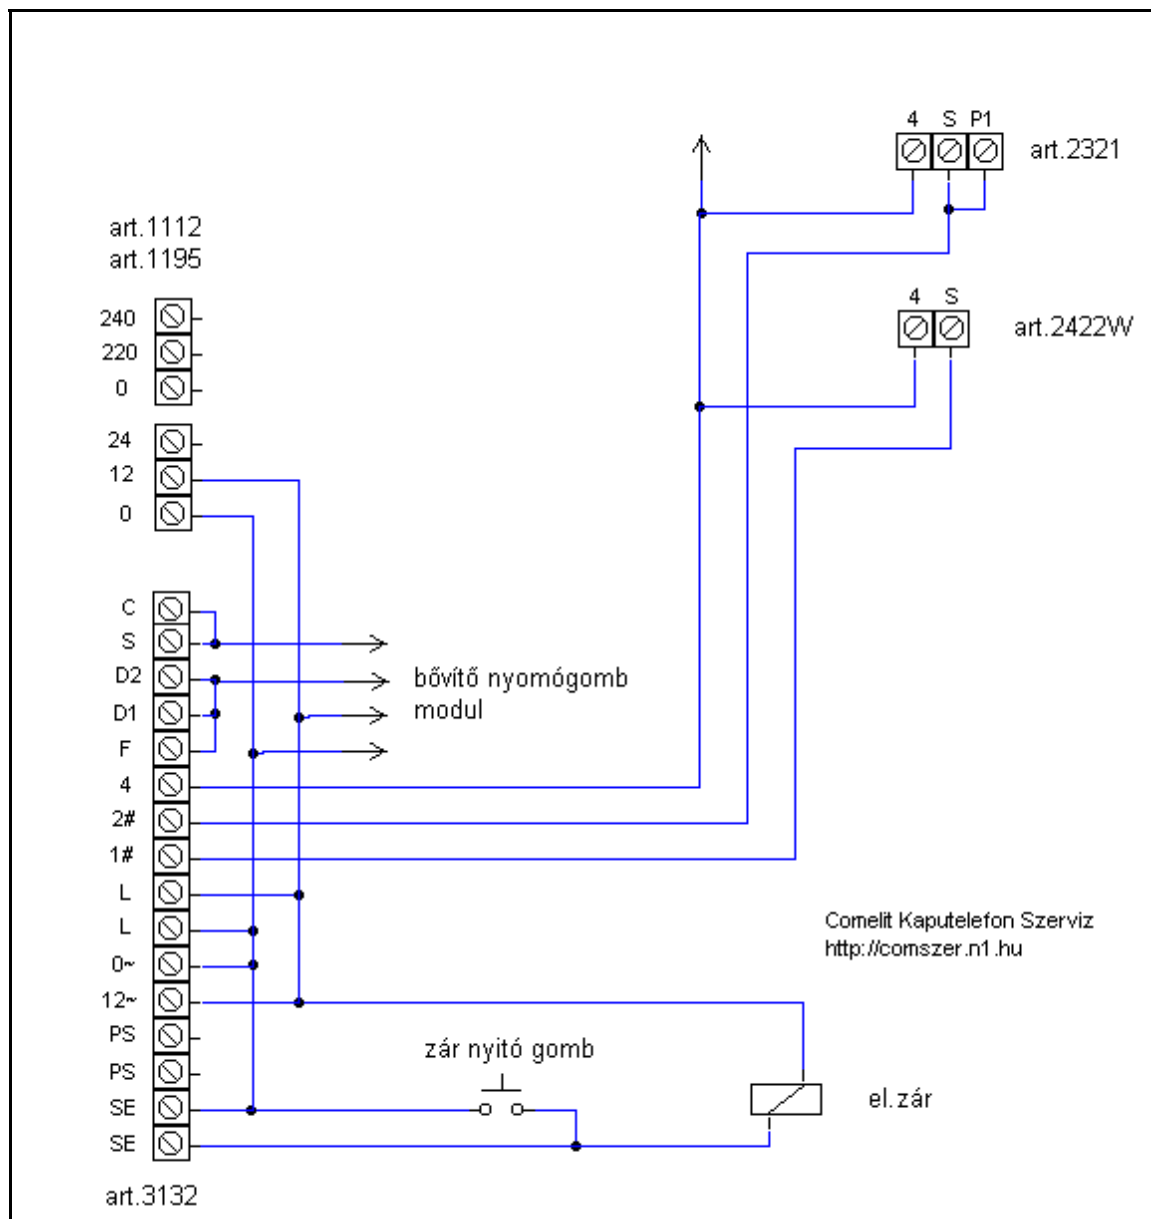 4 S P1
art.2321
art.1112
art.1195
4 S
art.2422W
240
220
0
24
12
0
C
S
D2
bővítő nyomógomb
D1
modul
F
4
2#
1#
L
L
Comelit Kaputelefon Szerviz
http://comszer.n1.hu
0~
12~
PS
zár nyitó gomb
PS
SE
el.zár
SE
art.3132